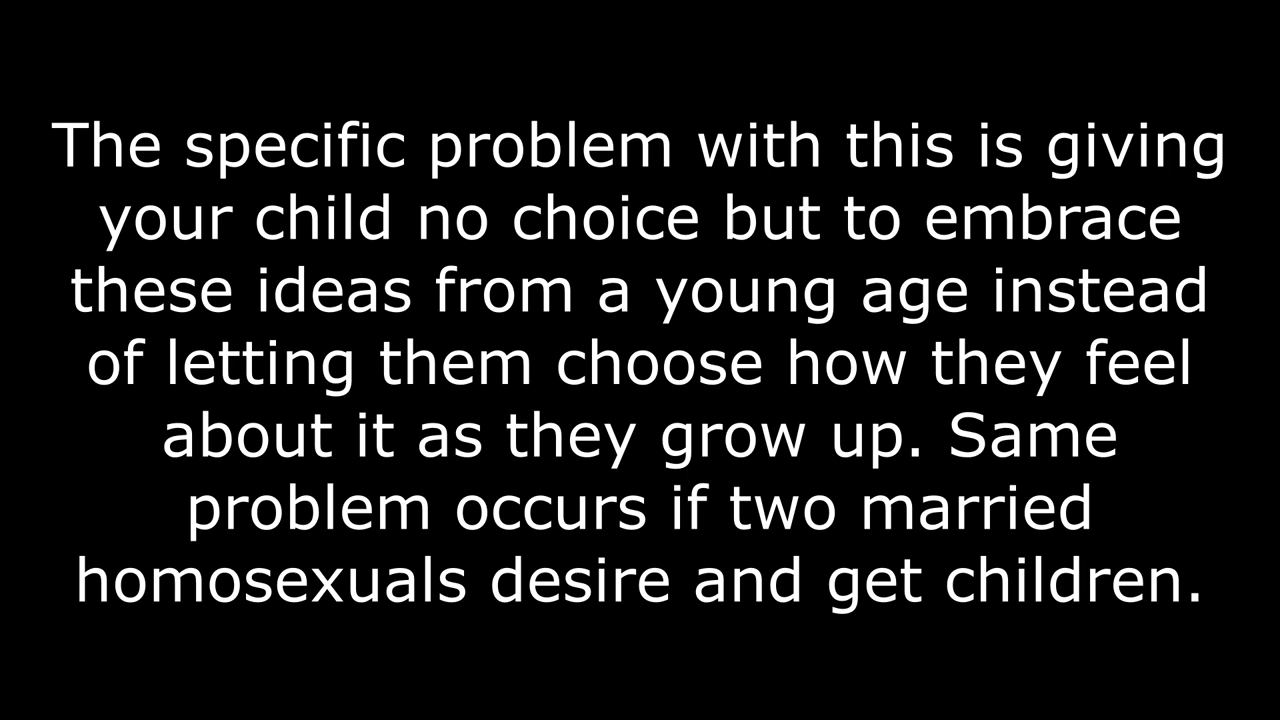 The specific problem with this is giving
your child no choice but to embrace
these ideas from a young age instead
of letting them choose how they feel
about it as they grow up. Same
problem occurs if two married
homosexuals desire and get children.